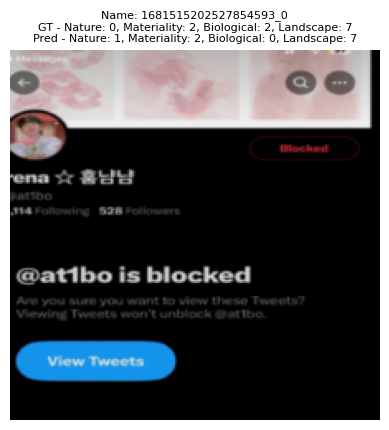 Name: 1681515202527854593_0
GT - Nature: 0, Materiality: 2, Biological: 2, Landscape: 7
Pred - Nature: 1, Materiality: 2, Biological: 0, Landscape: 7
Messages
Blocked
rena ☆ 홈냠냠
@at1bo
,114 Following 528 Followers
@at1bo is blocked
Are you sure you want to view these Tweets?
Viewing Tweets won't unblock @at1bo.
View Tweets